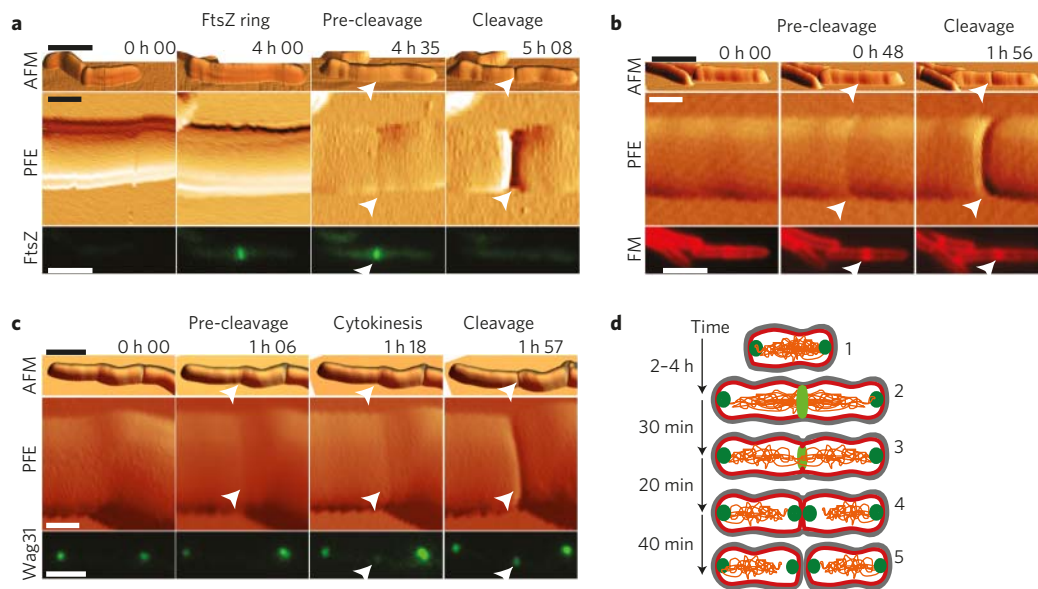 a
FtsZ ring Pre-cleavage Cleavage
0 h 00 4 h 00 4 h 35 5 h 08
AFM
PFE
FtsZ
b
Pre-cleavage Cleavage
0 h 00 0 h 48 1 h 56
AFM
PFE
FM
c
Pre-cleavage Cytokinesis Cleavage
0 h 00 1 h 06 1 h 18 1 h 57
AFM
PFE
Wag31
d
Time
1
2–4 h
2
30 min
3
20 min
4
40 min
5